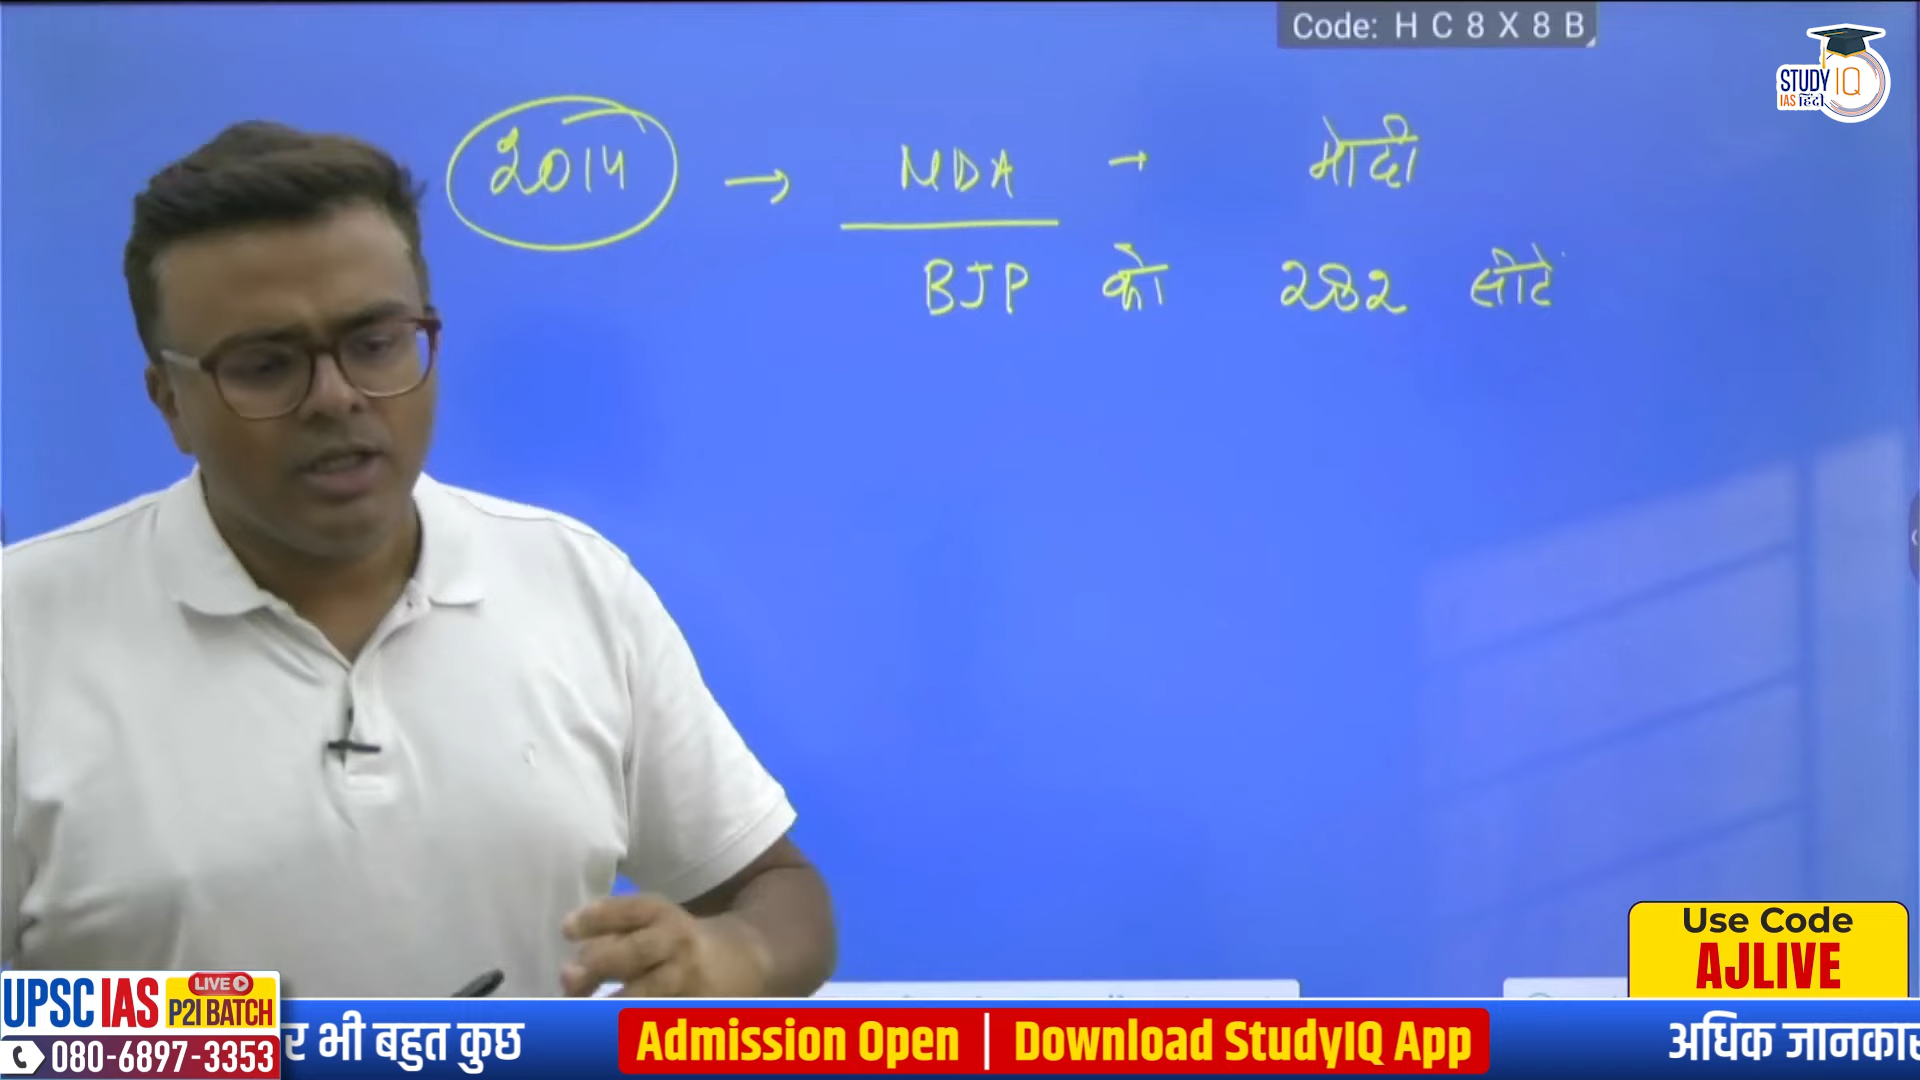 Code: H C 8 X 8 B
STUDY IQ
IAS हिंदी
2014 → NDA → मोदी
BJP को 282 सीटें
Use Code
AJLIVE
UPSC IAS LIVE
P2I BATCH
080-6897-3353
र भी बहुत कुछ
Admission Open | Download StudyIQ App
अधिक जानकार